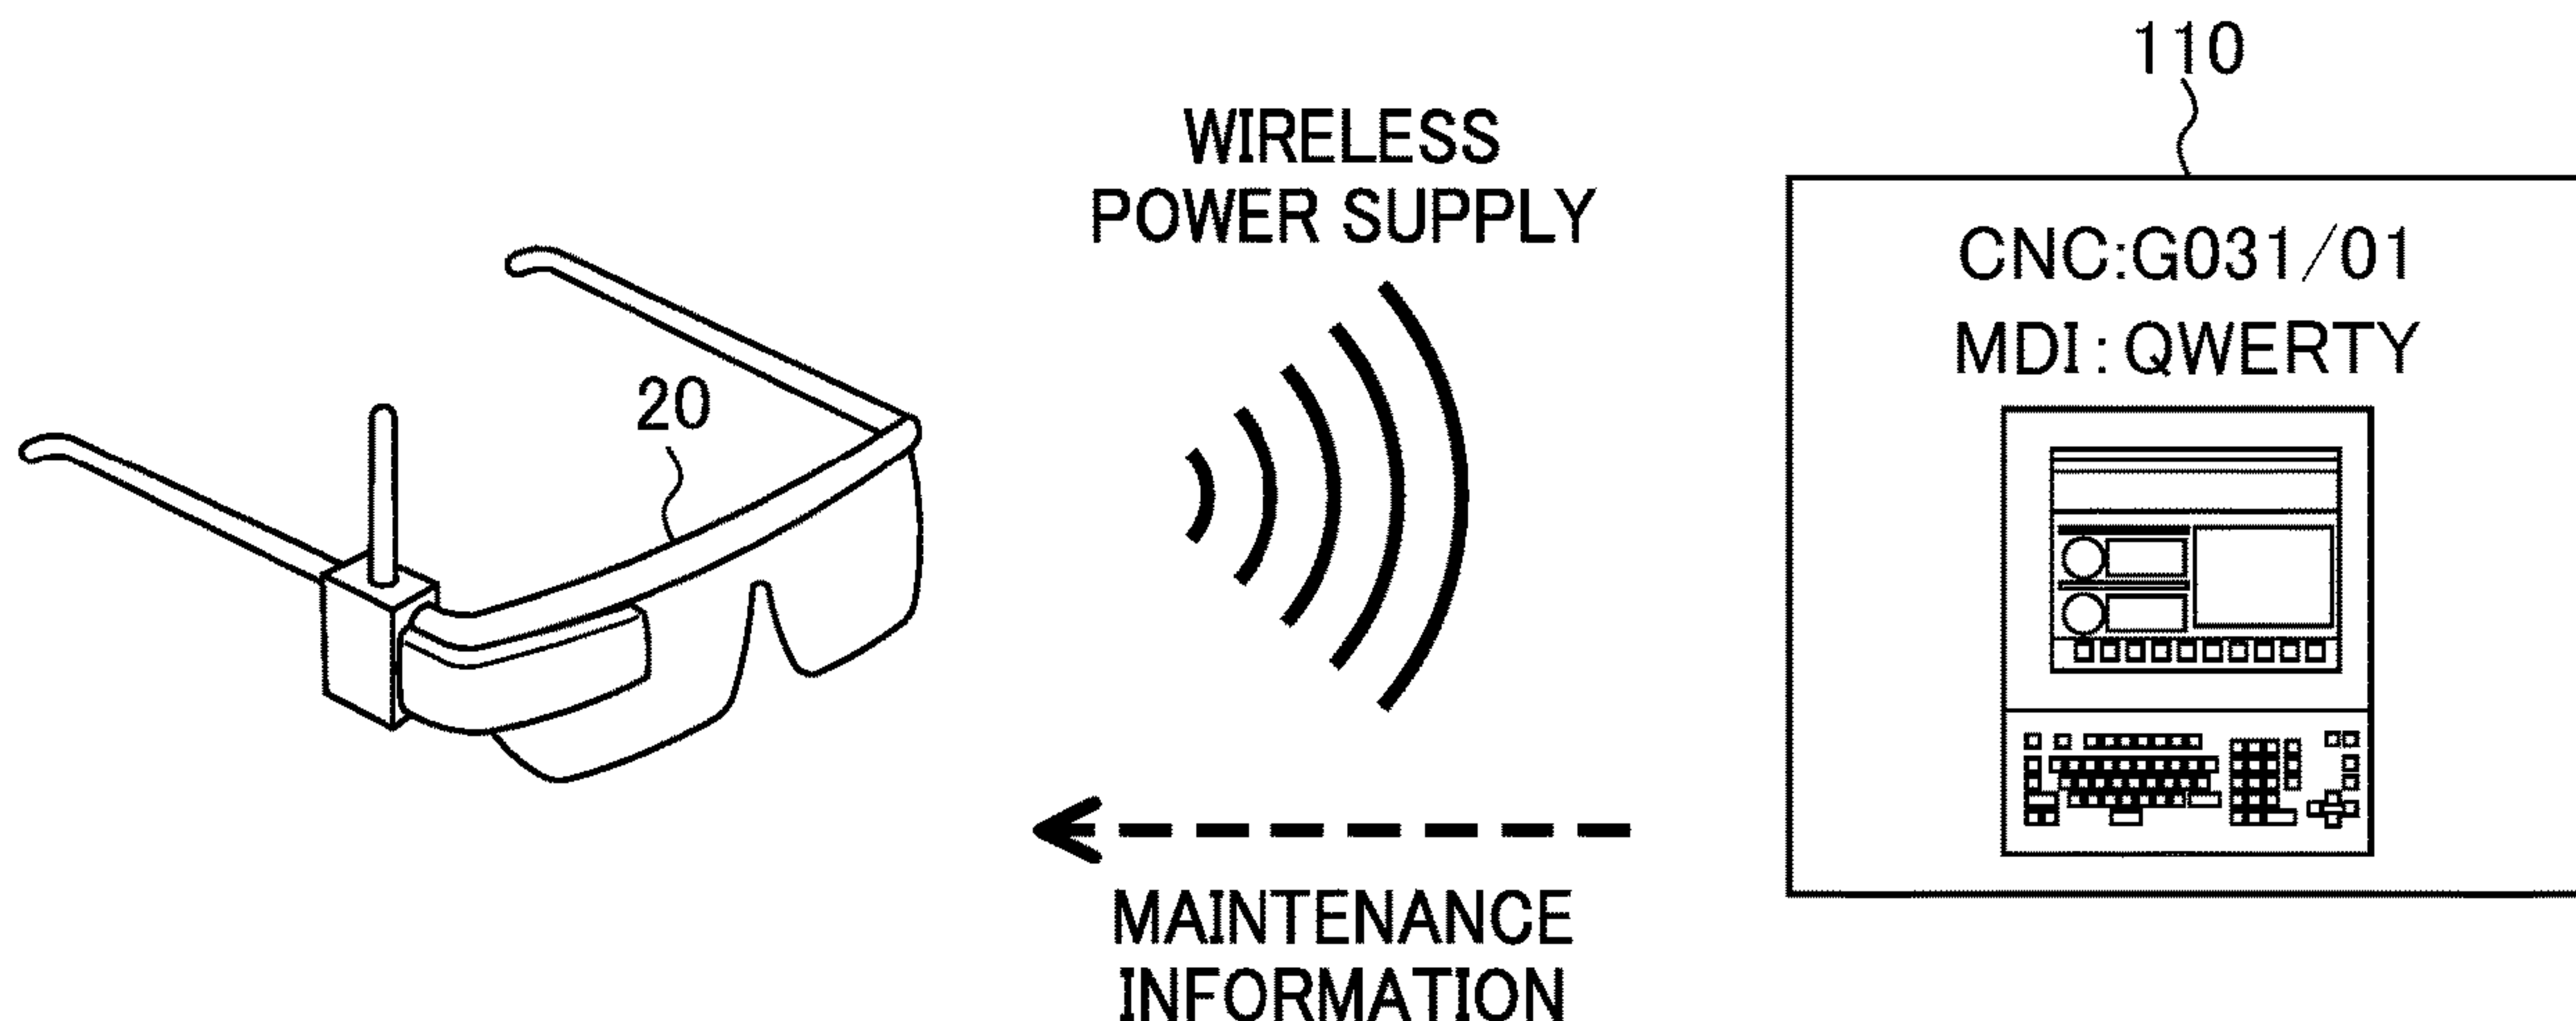 110
WIRELESS
POWER SUPPLY
CNC:G031/01
MDI:QWERTY
20
MAINTENANCE
INFORMATION